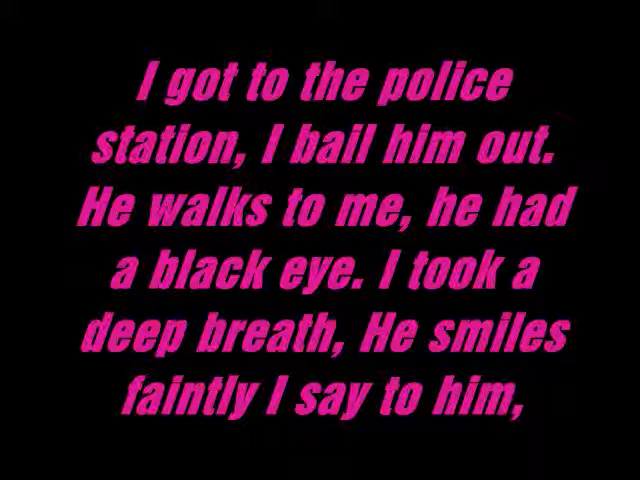 I got to the police
station, I bail him out.
He walks to me, he had
a black eye. I took a
deep breath, He smiles
faintly I say to him,